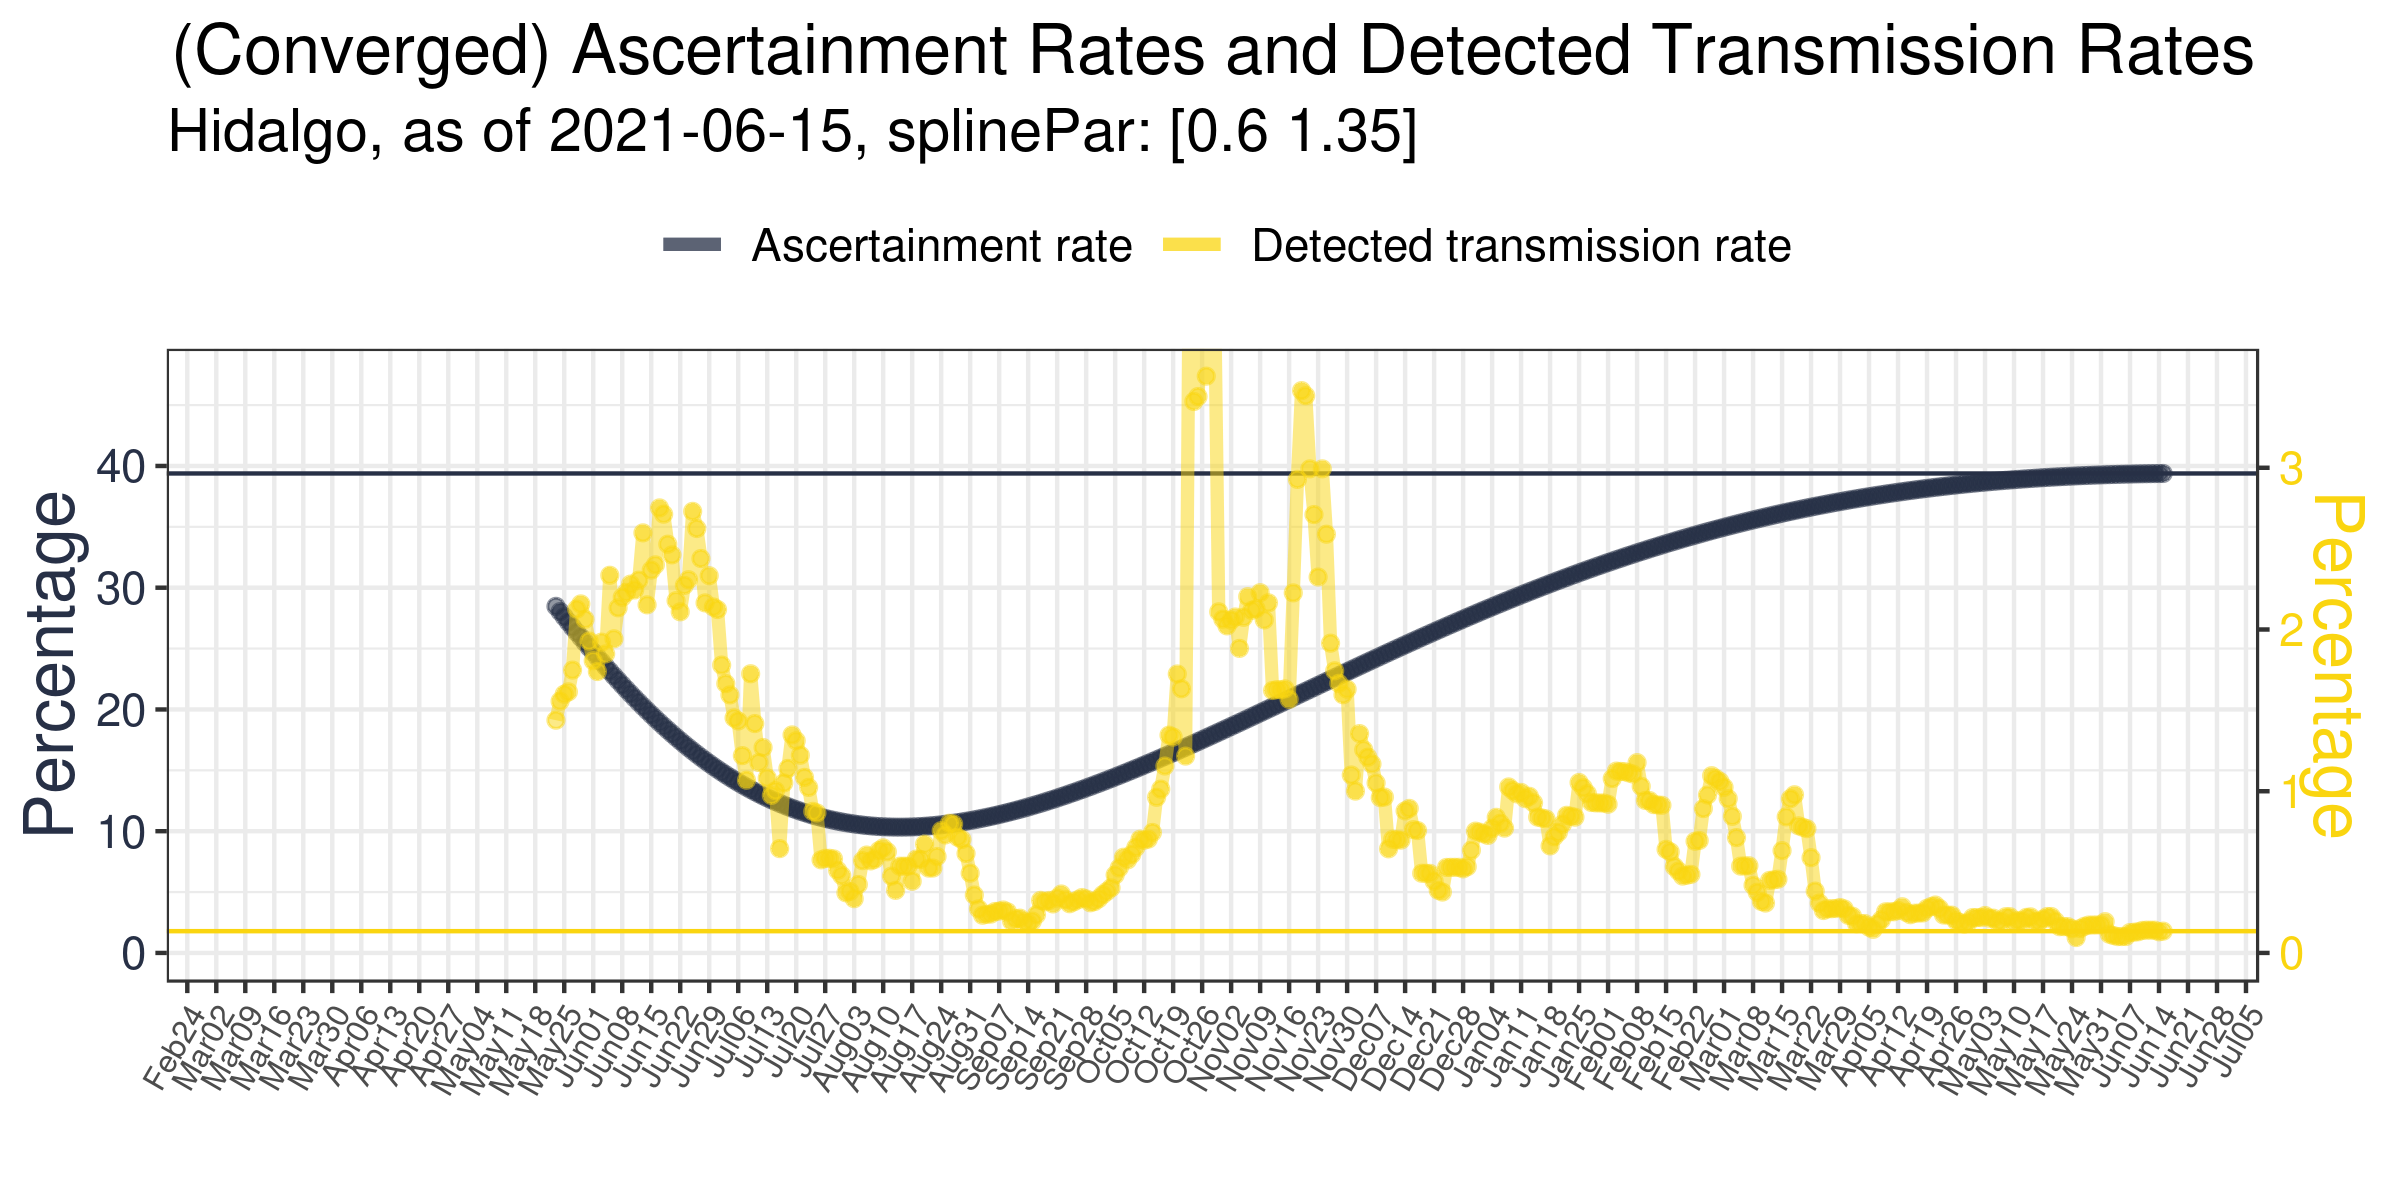 (Converged) Ascertainment Rates and Detected Transmission Rates
Hidalgo, as of 2021-06-15, splinePar: [0.6 1.35]
Ascertainment rate
Detected transmission rate
Percentage
40
30
20
10
0
3
2
1
0
Percentage
Feb24
Mar02
Mar09
Mar16
Mar23
Mar30
Apr06
Apr13
Apr20
Apr27
May04
May11
May18
May25
Jun01
Jun08
Jun15
Jun22
Jun29
Jul06
Jul13
Jul20
Jul27
Aug03
Aug10
Aug17
Aug24
Aug31
Sep07
Sep14
Sep21
Sep28
Oct05
Oct12
Oct19
Oct26
Nov02
Nov09
Nov16
Nov23
Nov30
Dec07
Dec14
Dec21
Dec28
Jan04
Jan11
Jan18
Jan25
Feb01
Feb08
Feb15
Feb22
Mar01
Mar08
Mar15
Mar22
Mar29
Apr12
Apr19
Apr26
May03
May10
May17
May24
May31
Jun14
Jun21
Jun28
Jul05